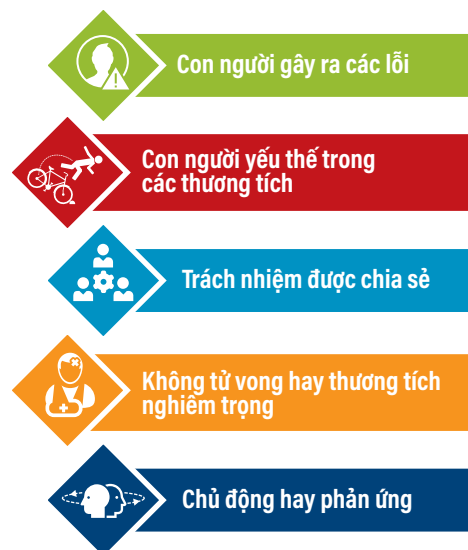 Con người gây ra các lỗi
Con người yếu thế trong
các thương tích
Trách nhiệm được chia sẻ
Không tử vong hay thương tích
nghiêm trọng
Chủ động hay phản ứng